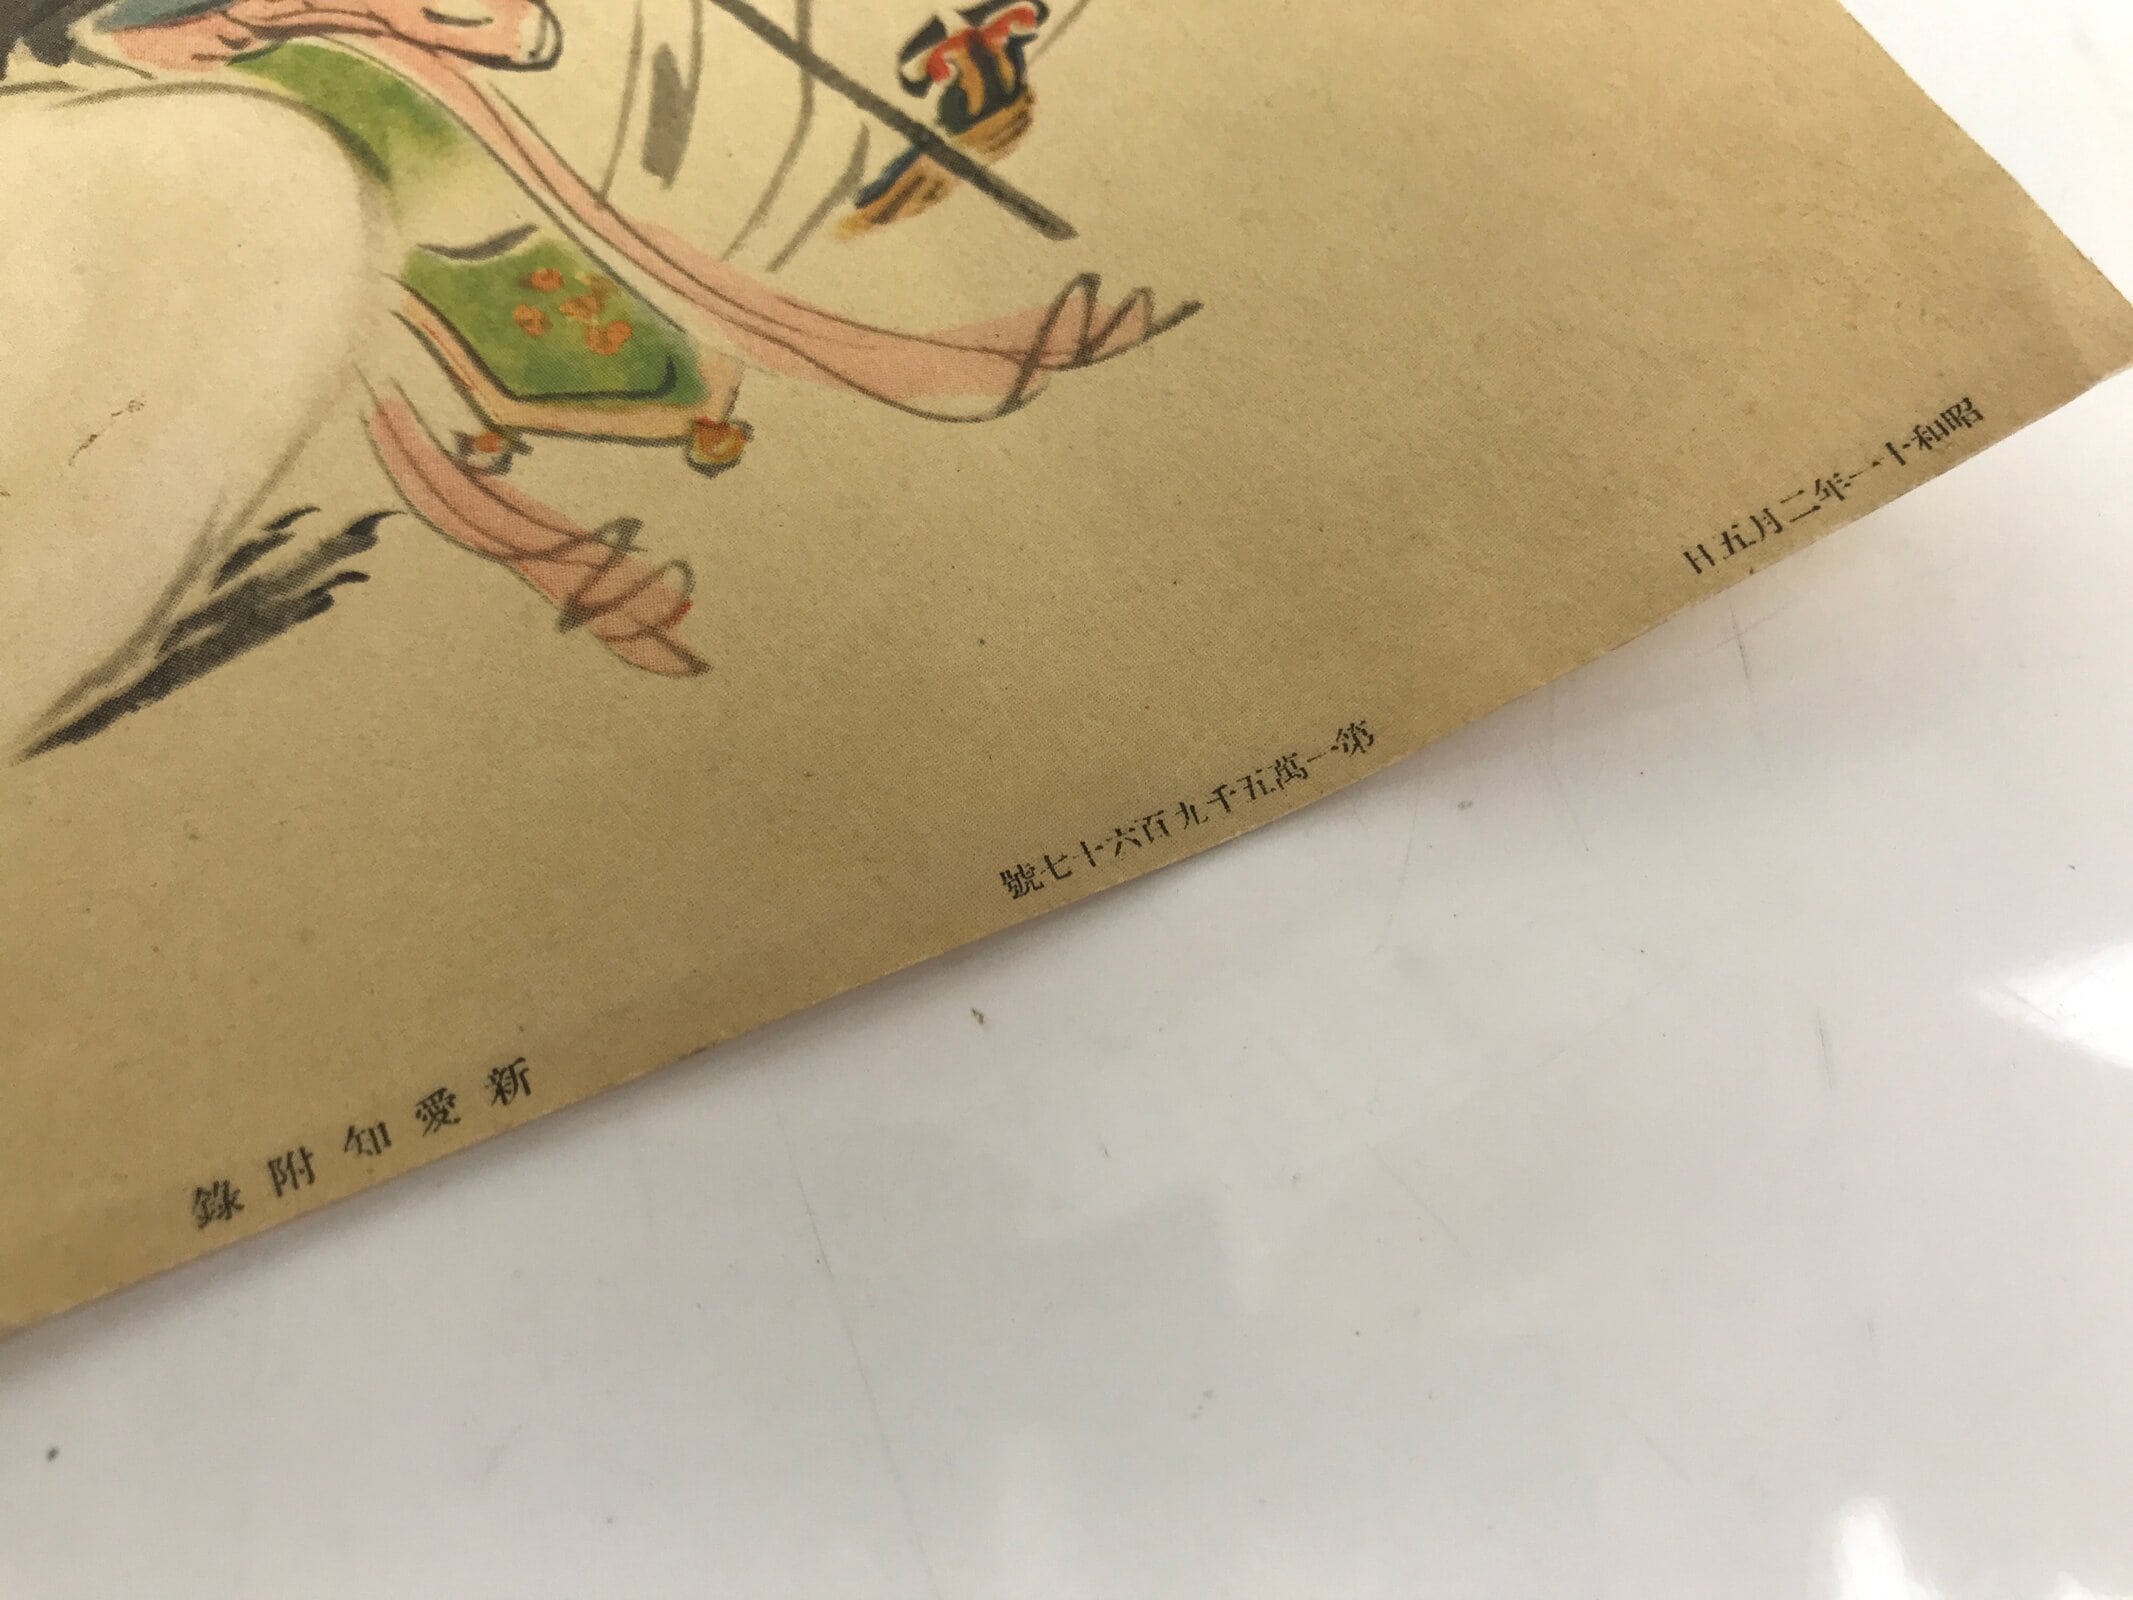 昭和十一年二月五日
第一萬五千九百六十七號
新愛知附錄